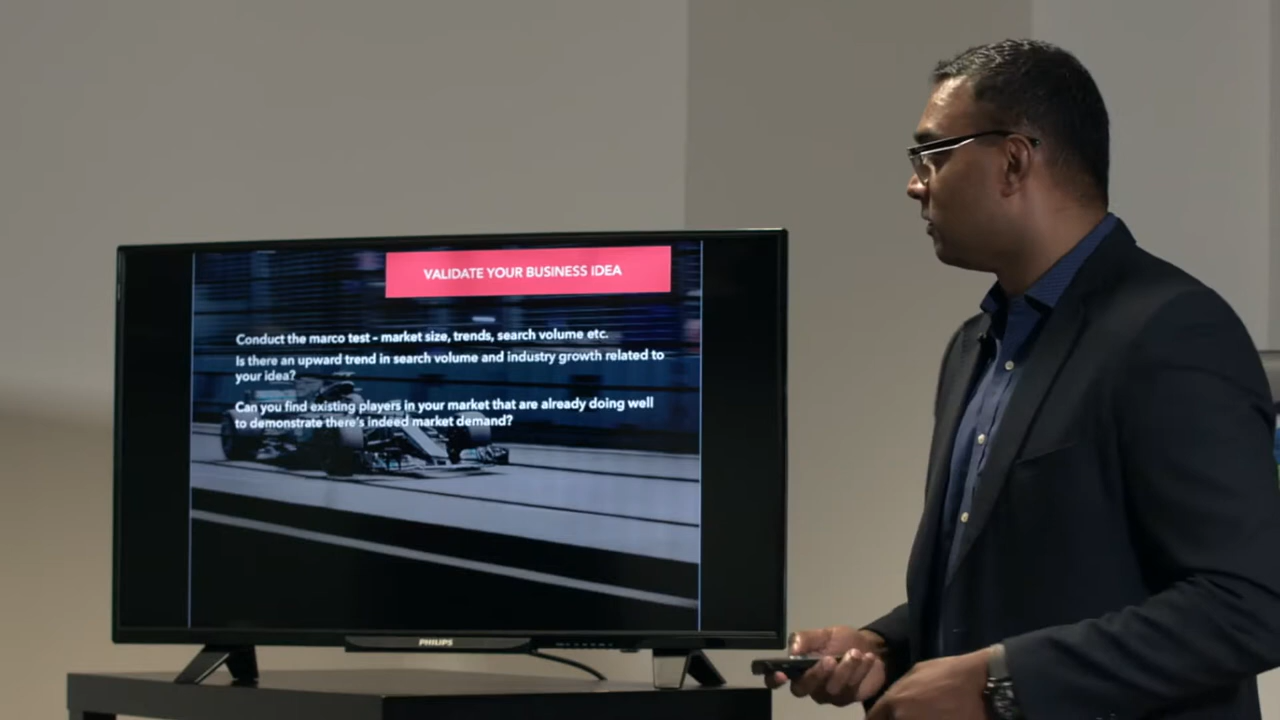 VALIDATE YOUR BUSINESS IDEA
Conduct the marco test – market size, trends, search volume etc.
Is there an upward trend in search volume and industry growth related to
your idea?
Can you find existing players in your market that are already doing well
to demonstrate there's indeed market demand?
PHILIPS